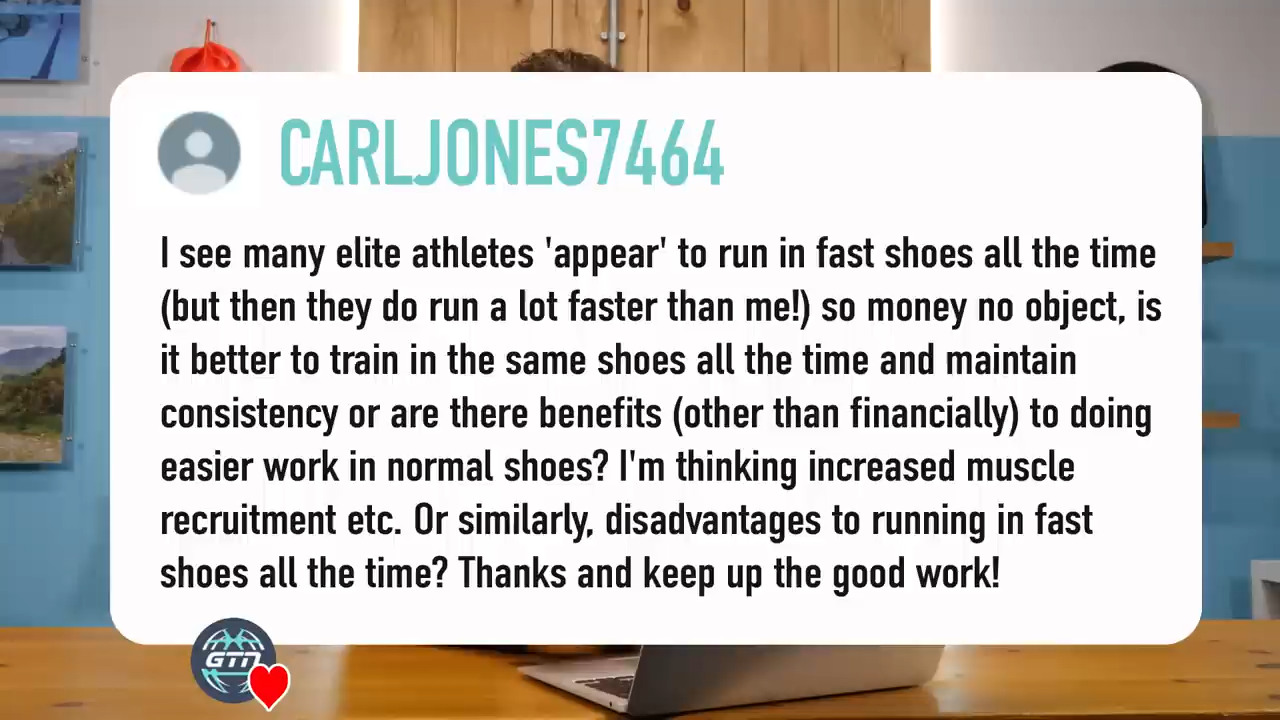 CARLJONES7464
I see many elite athletes 'appear' to run in fast shoes all the time
(but then they do run a lot faster than me!) so money no object, is
it better to train in the same shoes all the time and maintain
consistency or are there benefits (other than financially) to doing
easier work in normal shoes? I'm thinking increased muscle
recruitment etc. Or similarly, disadvantages to running in fast
shoes all the time? Thanks and keep up the good work!
GTN